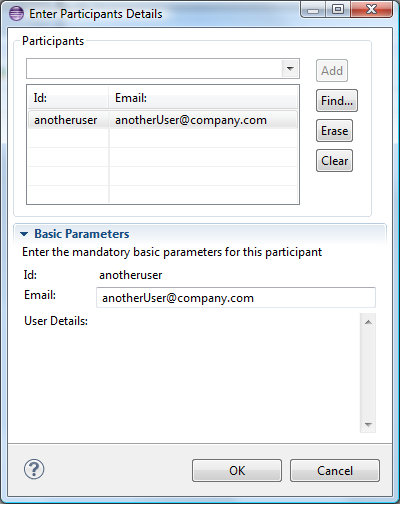 Enter Participants Details
Participants
Add
Id: Email:
Find...
anotheruser anotherUser@company.com
Erase
Clear
Basic Parameters
Enter the mandatory basic parameters for this participant
Id: anotheruser
Email: anotherUser@company.com
User Details:
?
OK Cancel